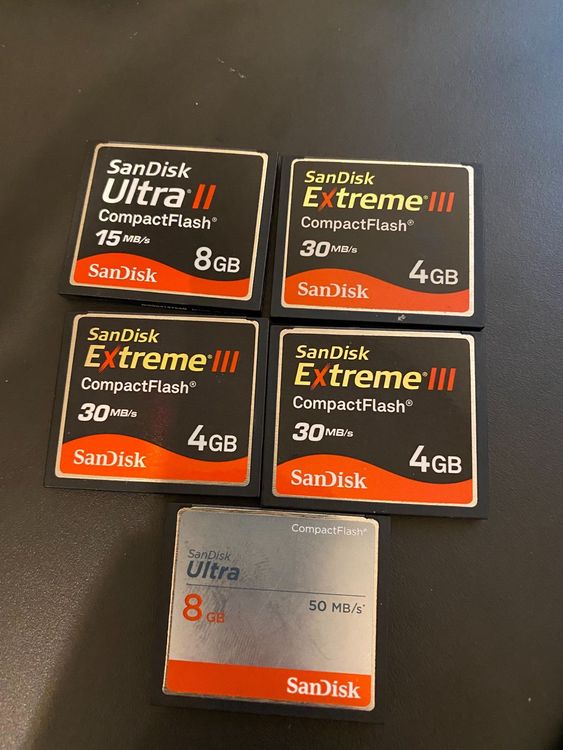 SanDisk
Ultra II
CompactFlash®
15 MB/s
8GB
SanDisk
SanDisk
Extreme III
CompactFlash®
30 MB/s
4GB
SanDisk
SanDisk
Extreme III
CompactFlash®
30 MB/s
4GB
SanDisk
SanDisk
Extreme III
CompactFlash®
30 MB/s
4GB
SanDisk
CompactFlash®
SanDisk
Ultra
8 GB
50 MB/s*
SanDisk